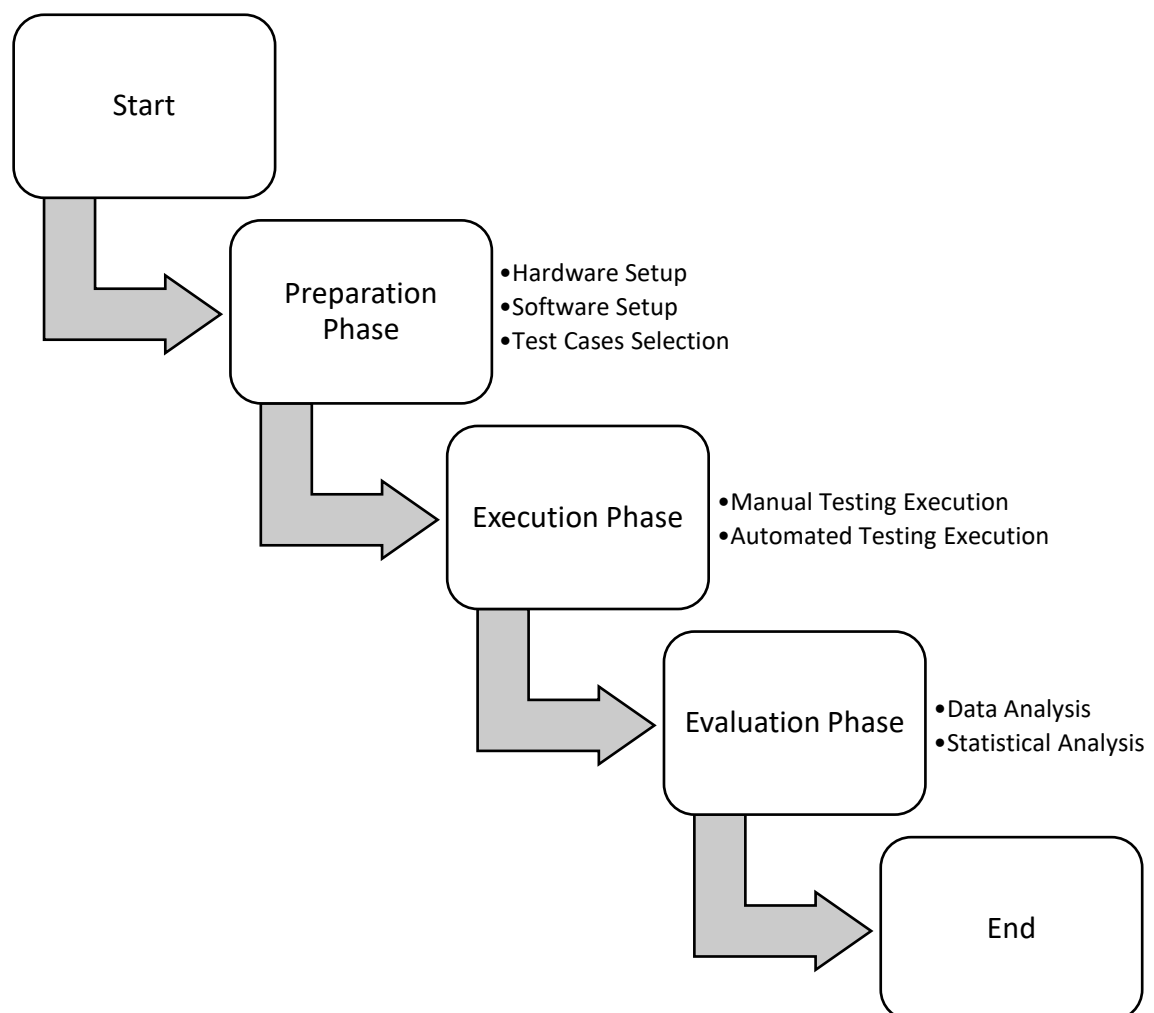 Start
Preparation
Phase
•Hardware Setup
•Software Setup
•Test Cases Selection
Execution Phase
•Manual Testing Execution
•Automated Testing Execution
Evaluation Phase
•Data Analysis
•Statistical Analysis
End